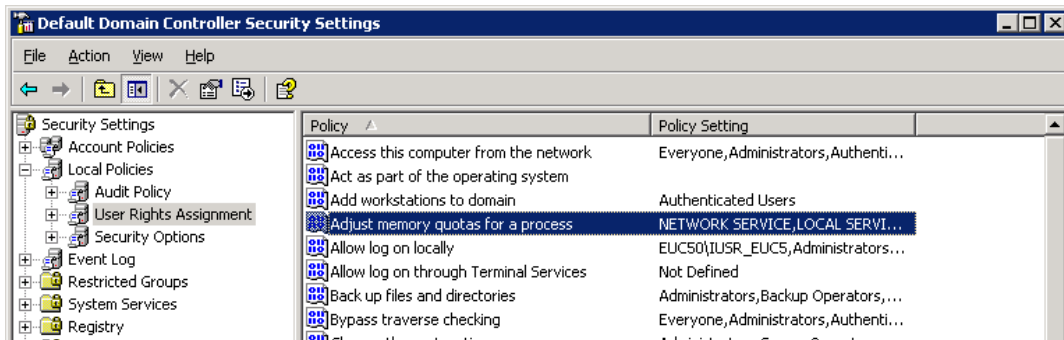 Default Domain Controller Security Settings
File Action View Help
Security Settings
Account Policies
Local Policies
Audit Policy
User Rights Assignment
Security Options
Event Log
Restricted Groups
System Services
Registry
Policy Policy Setting
Access this computer from the network Everyone,Administrators,Authenti...
Act as part of the operating system
Add workstations to domain Authenticated Users
Adjust memory quotas for a process NETWORK SERVICE,LOCAL SERVI...
Allow log on locally EUC50\IUSR_EUC5,Administrators...
Allow log on through Terminal Services Not Defined
Back up files and directories Administrators,Backup Operators,...
Bypass traverse checking Everyone,Administrators,Authenti...